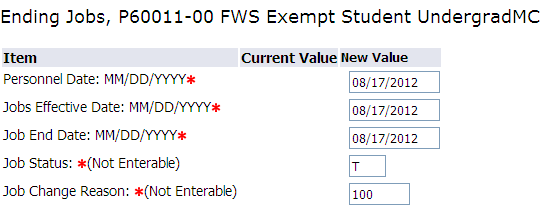 Ending Jobs, P60011-00 FWS Exempt Student UndergradMC
Item Current Value New Value
Personnel Date: MM/DD/YYYY* 08/17/2012
Jobs Effective Date: MM/DD/YYYY* 08/17/2012
Job End Date: MM/DD/YYYY* 08/17/2012
Job Status: *(Not Enterable) T
Job Change Reason: *(Not Enterable) 100